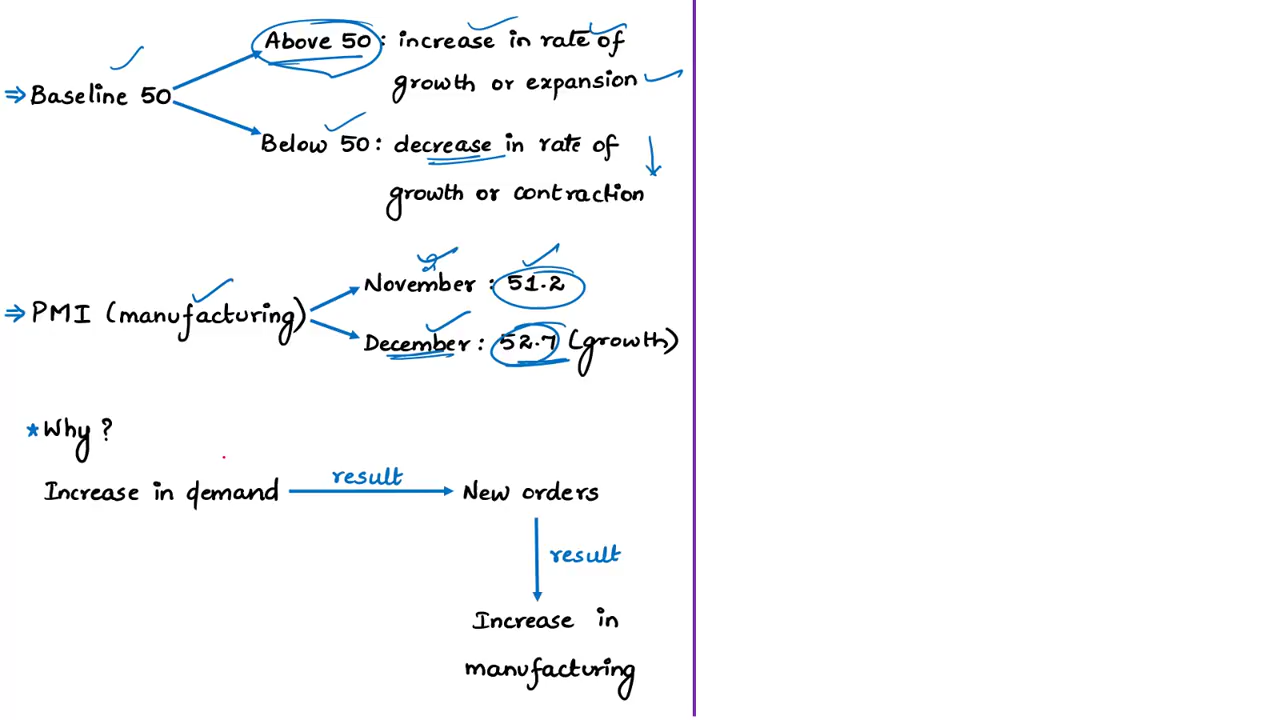 ⇒ Baseline 50
Above 50 : increase in rate of
growth or expansion
Below 50 : decrease in rate of
growth or contraction
⇒ PMI (manufacturing)
November : 51.2
December : 52.7 (growth)
* Why ?
Increase in demand
result
New orders
result
Increase in
manufacturing